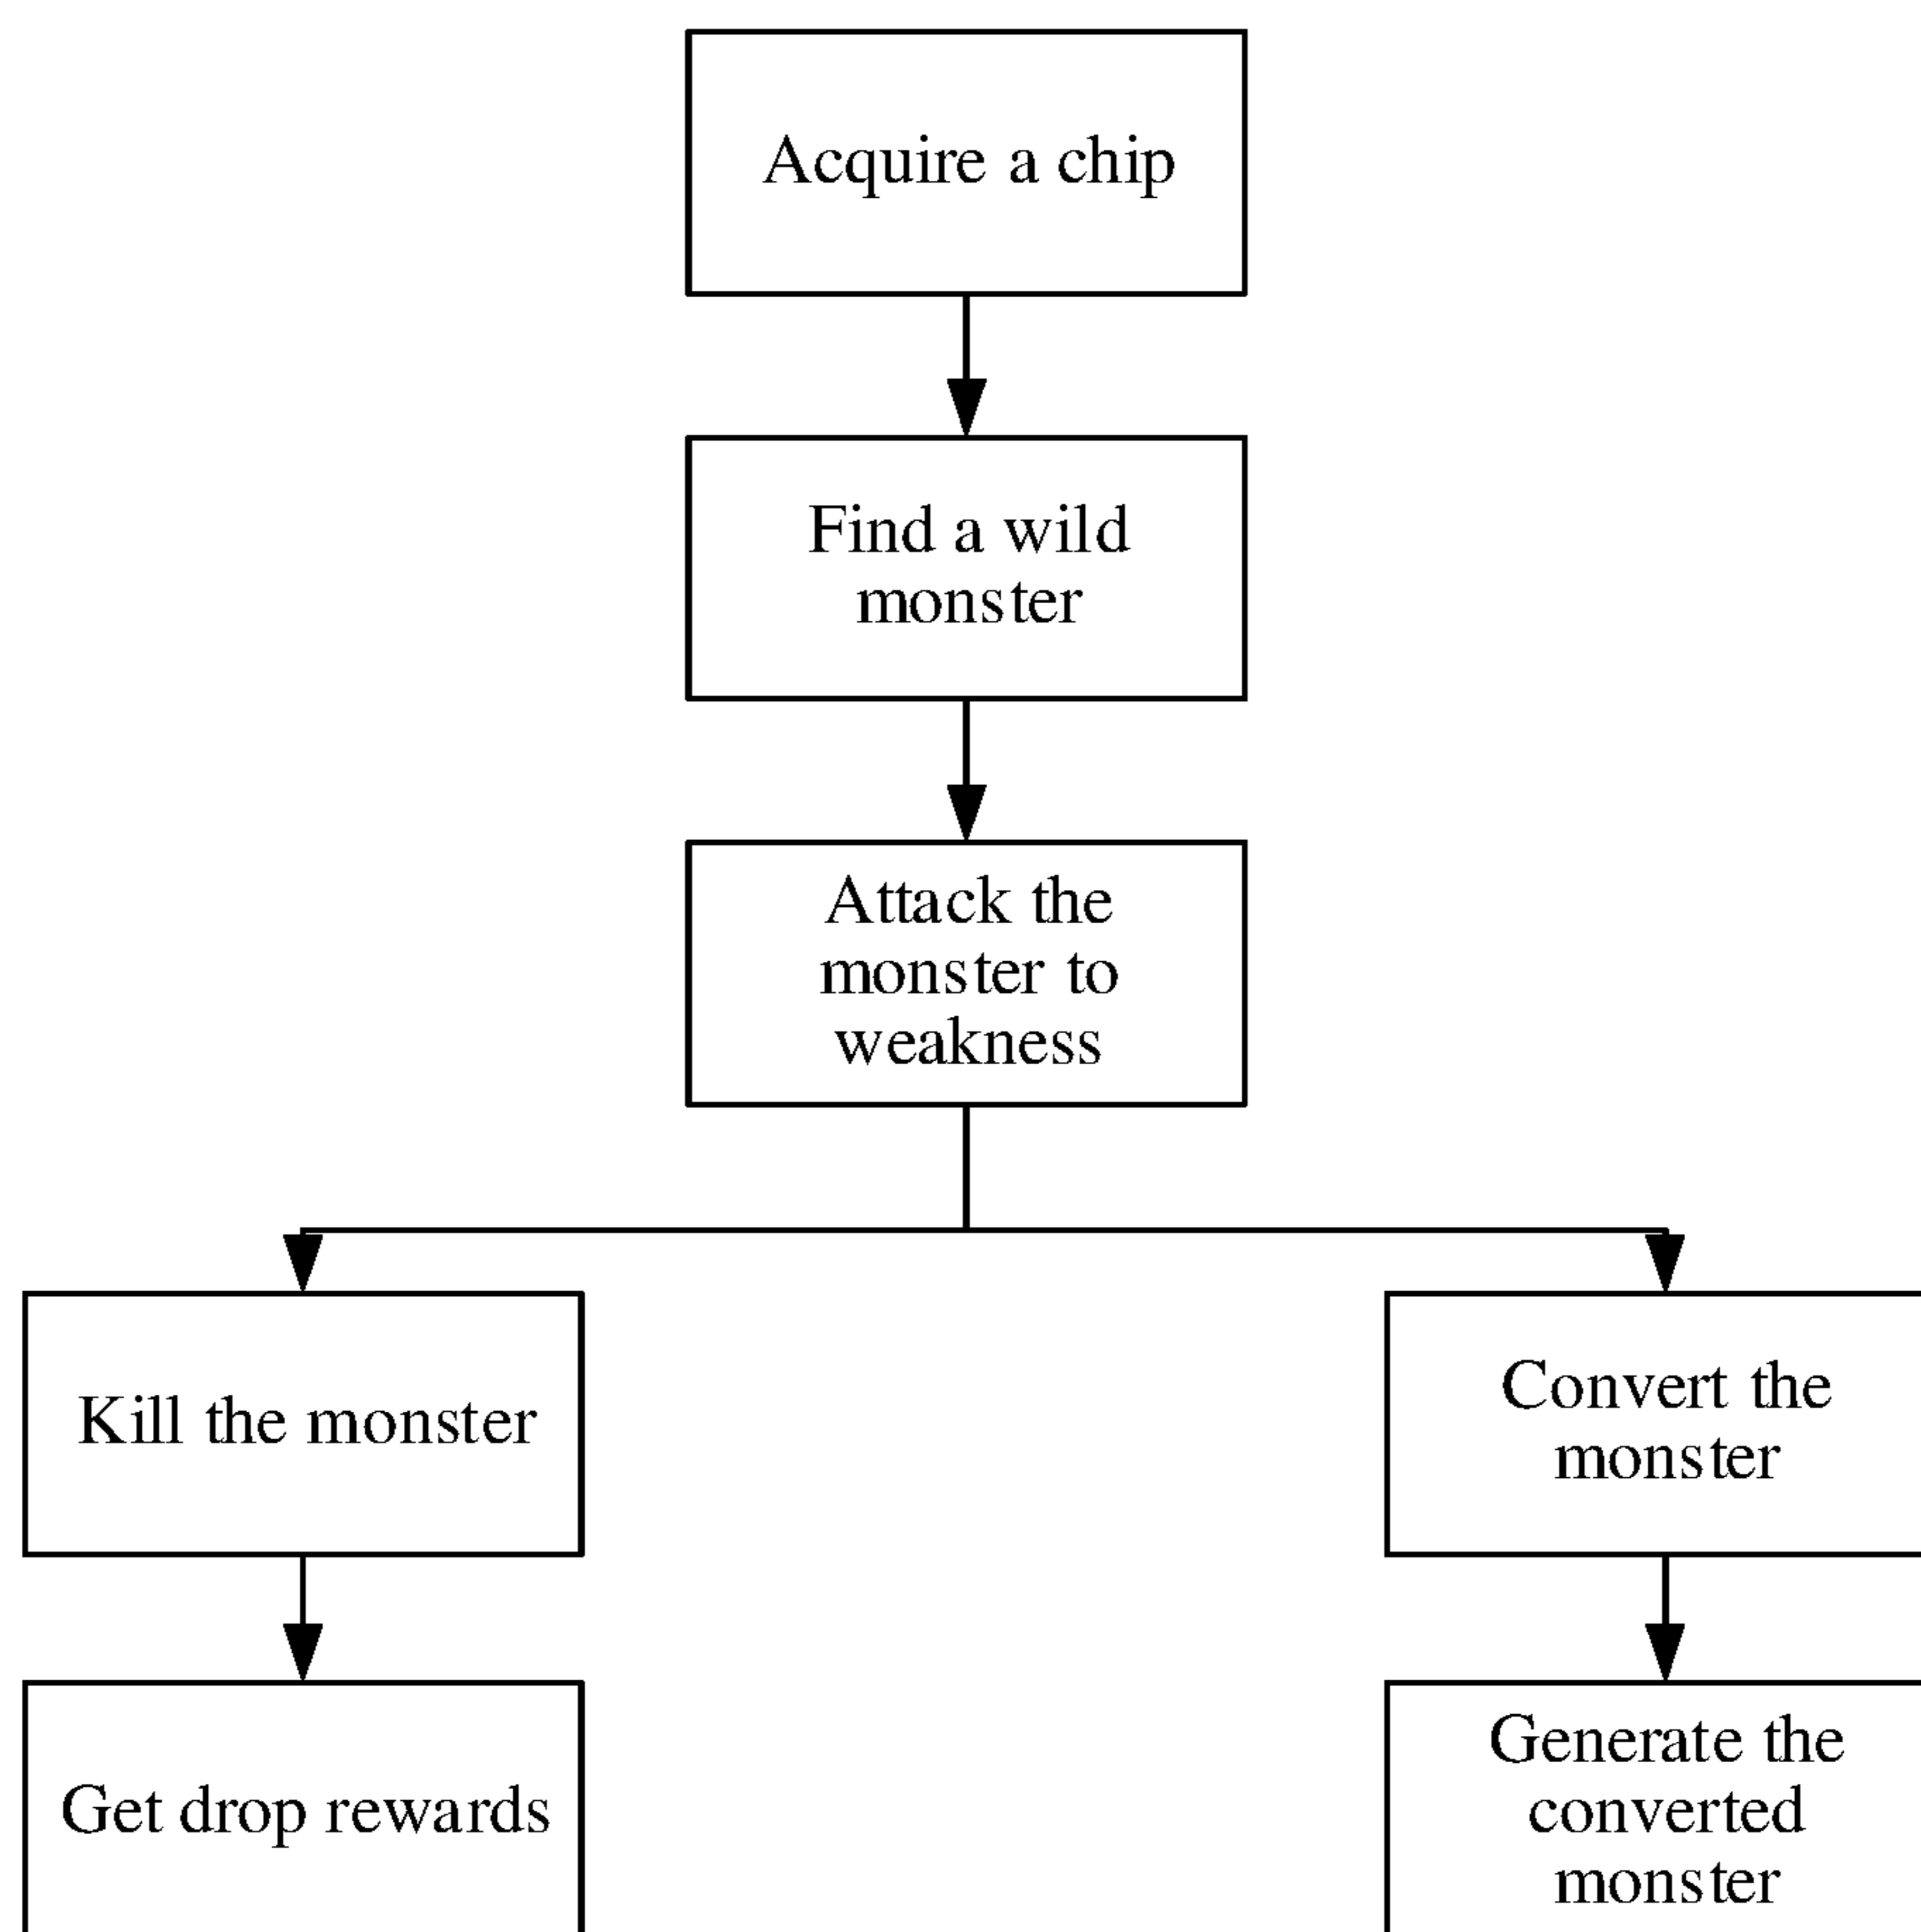 Acquire a chip
Find a wild
monster
Attack the
monster to
weakness
Kill the monster
Convert the
monster
Get drop rewards
Generate the
converted
monster